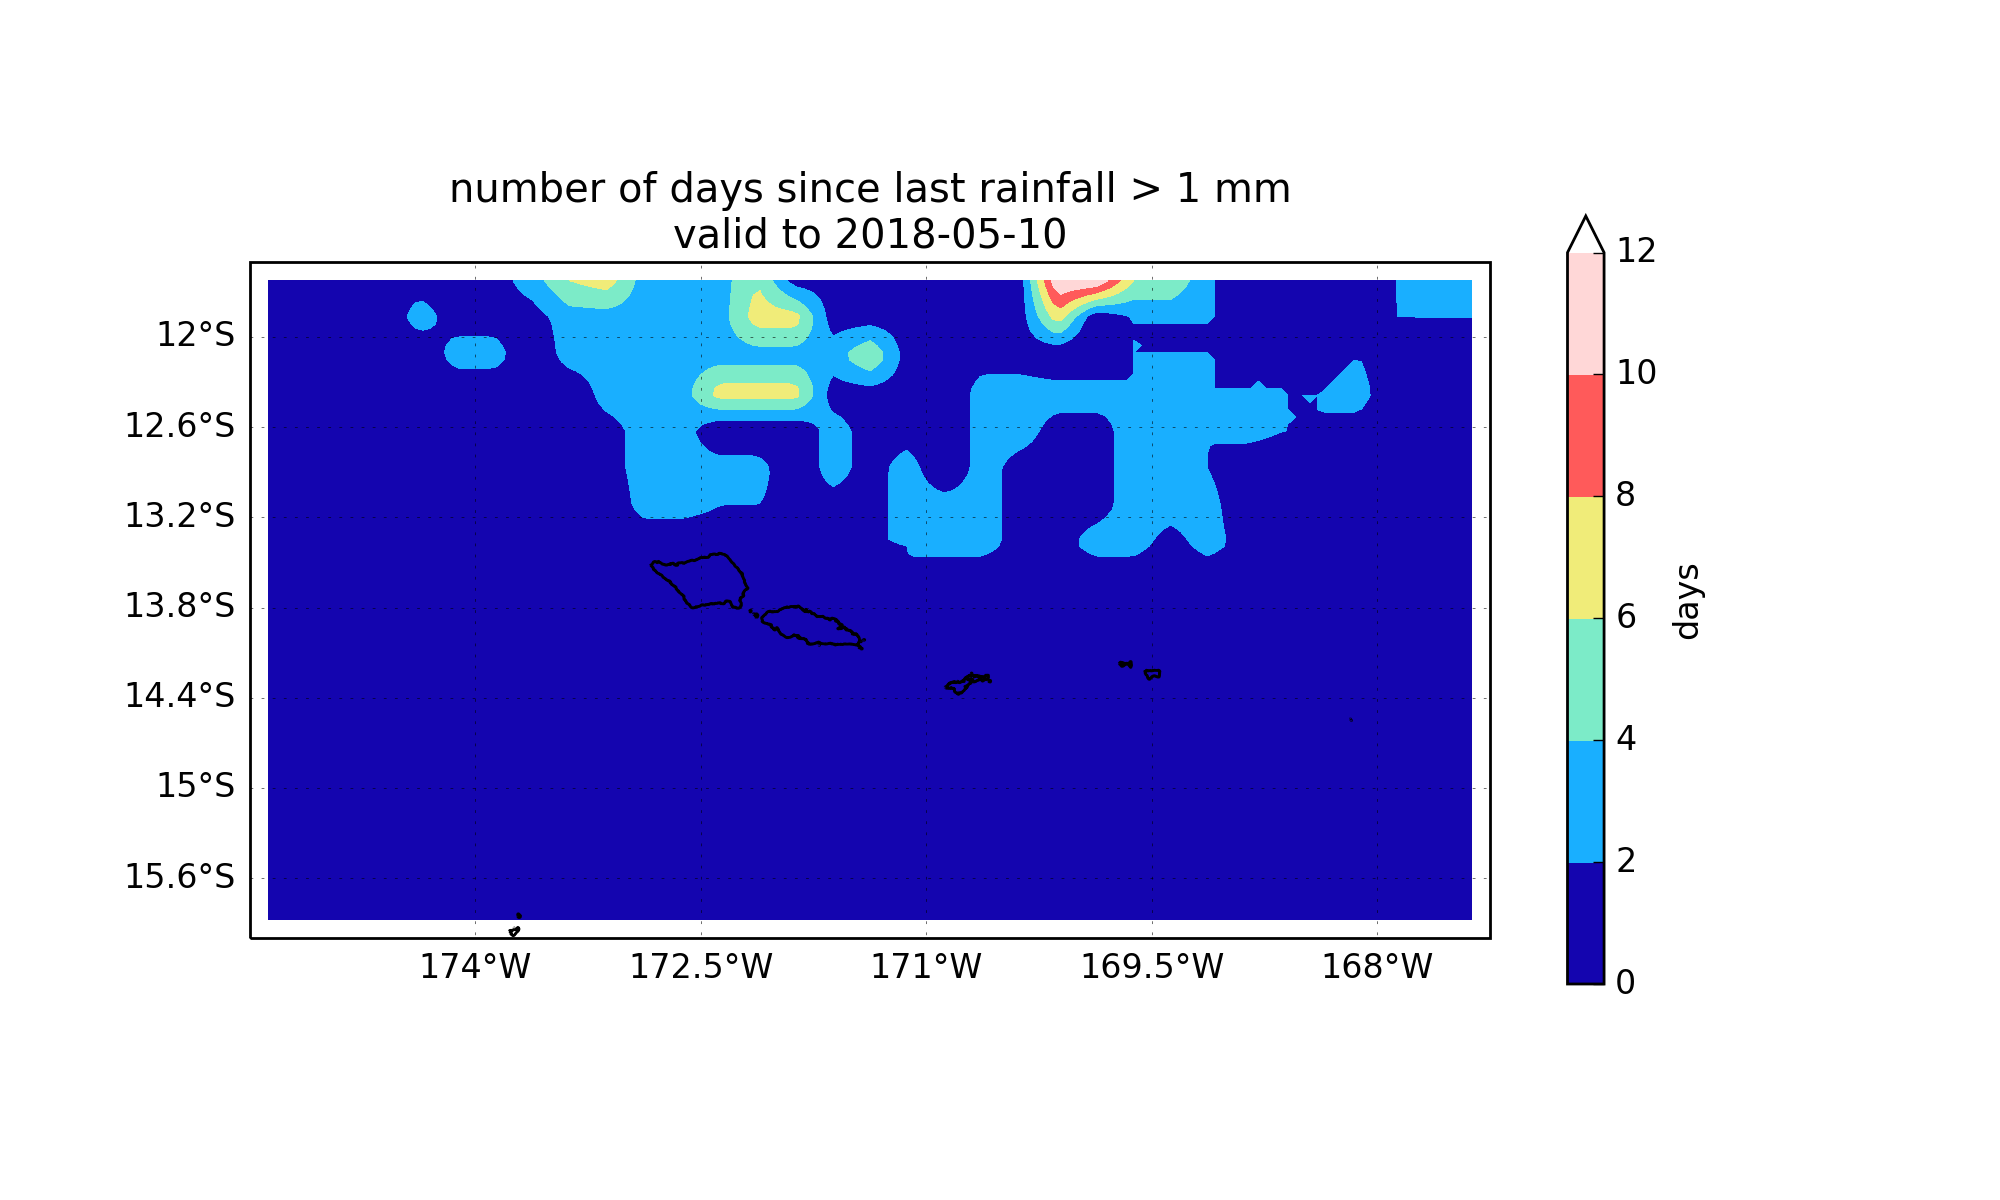 number of days since last rainfall > 1 mm
valid to 2018-05-10
12°S
12.6°S
13.2°S
13.8°S
14.4°S
15°S
15.6°S
174°W
172.5°W
171°W
169.5°W
168°W
12
10
8
6
4
2
0
days